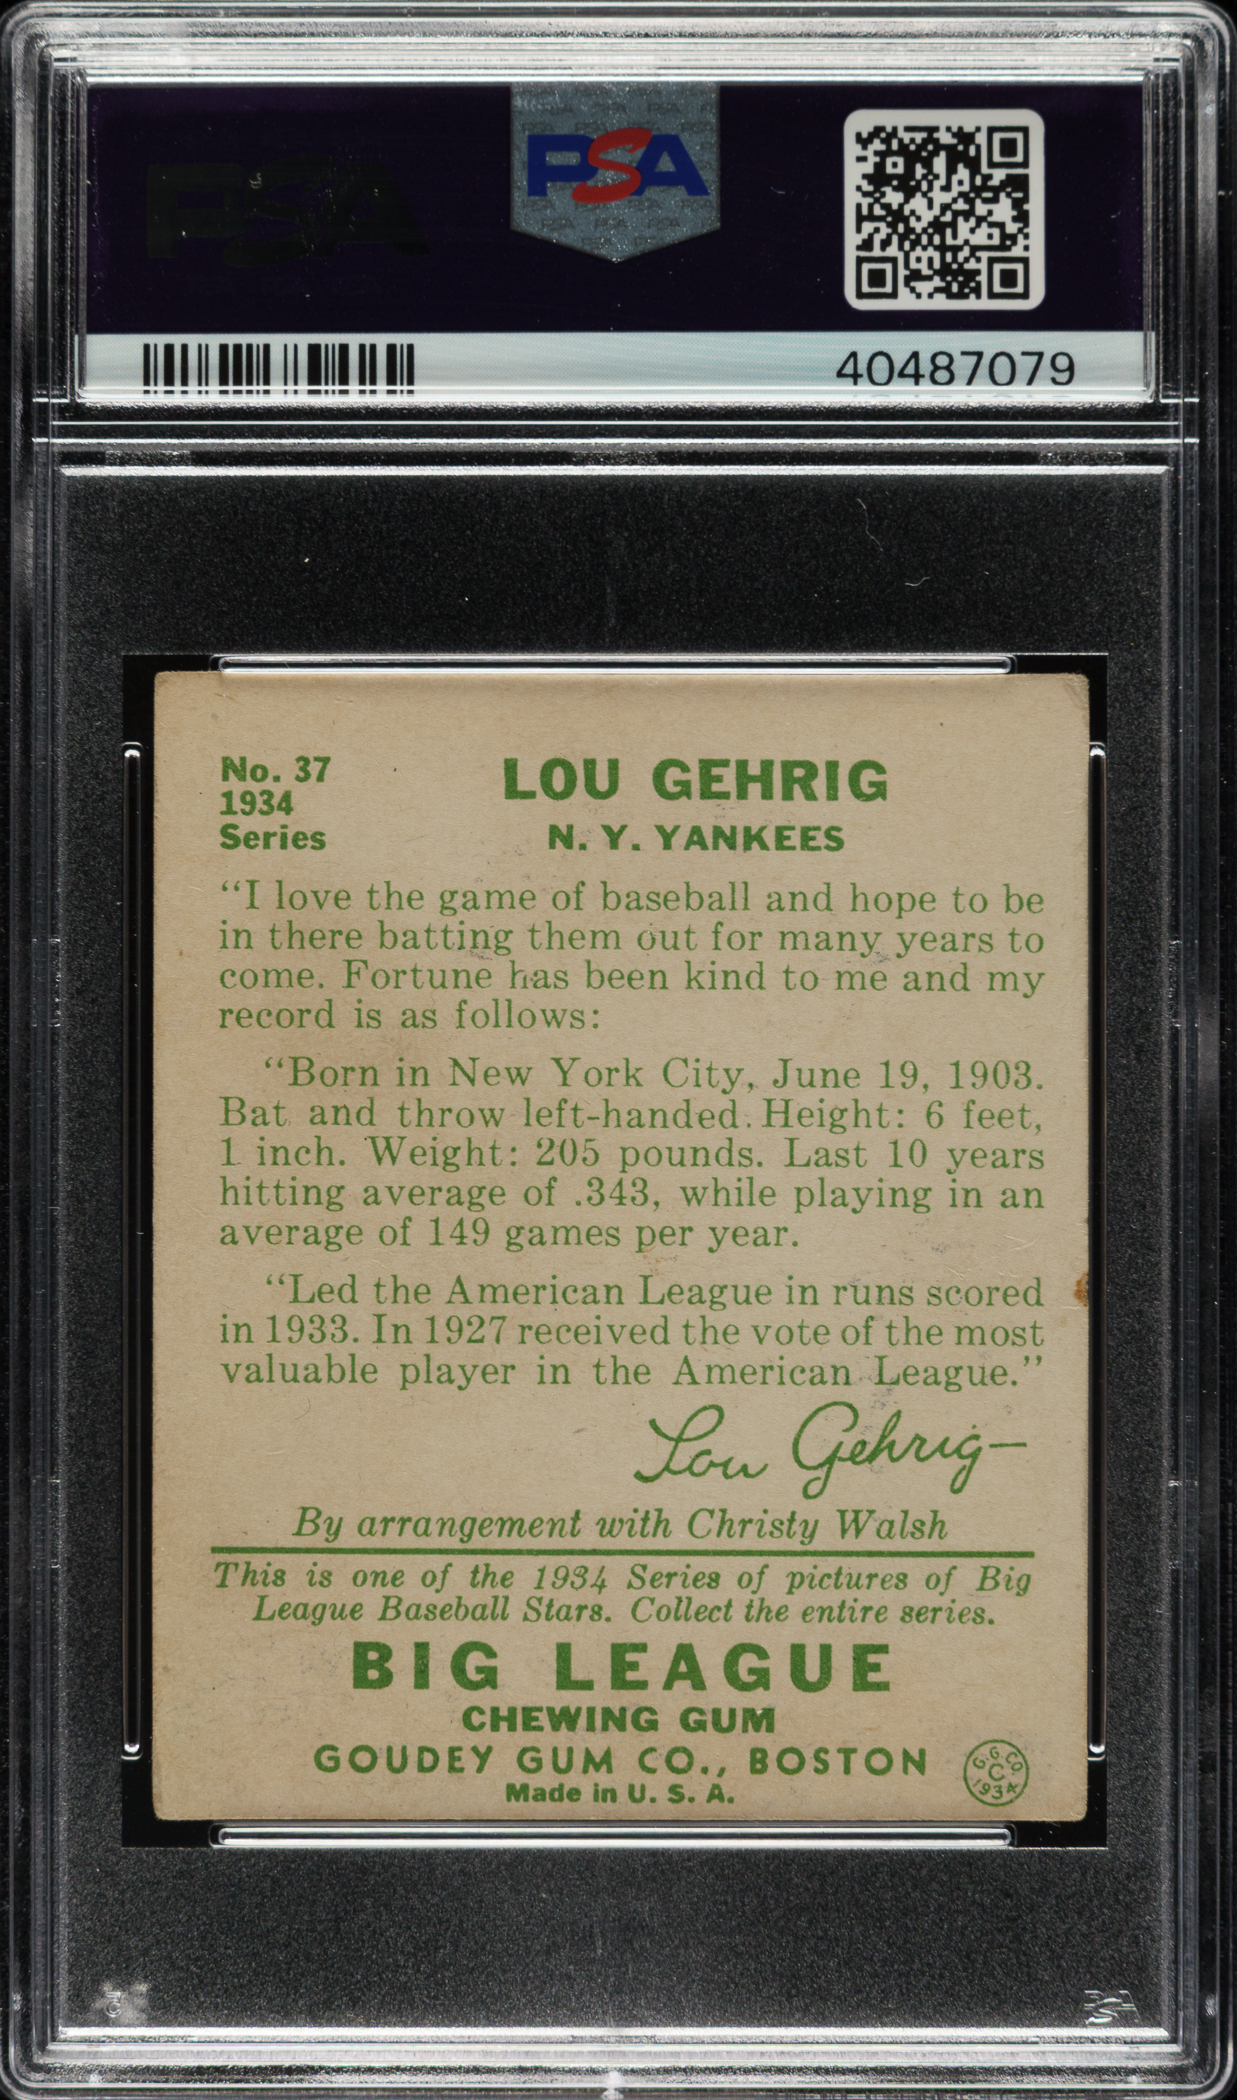 PSA
PSA
40487079
No. 37
1934
Series
LOU GEHRIG
N. Y. YANKEES
“I love the game of baseball and hope to be
in there batting them out for many years to
come. Fortune has been kind to me and my
record is as follows:
“Born in New York City, June 19, 1903.
Bat and throw left-handed. Height: 6 feet,
1 inch. Weight: 205 pounds. Last 10 years
hitting average of .343, while playing in an
average of 149 games per year.
“Led the American League in runs scored
in 1933. In 1927 received the vote of the most
valuable player in the American League.”
Lou Gehrig
By arrangement with Christy Walsh
This is one of the 1934 Series of pictures of Big
League Baseball Stars. Collect the entire series.
BIG LEAGUE
CHEWING GUM
GOUDEY GUM CO., BOSTON
Made in U. S. A.
G. G. CO.
C
1934
PSA